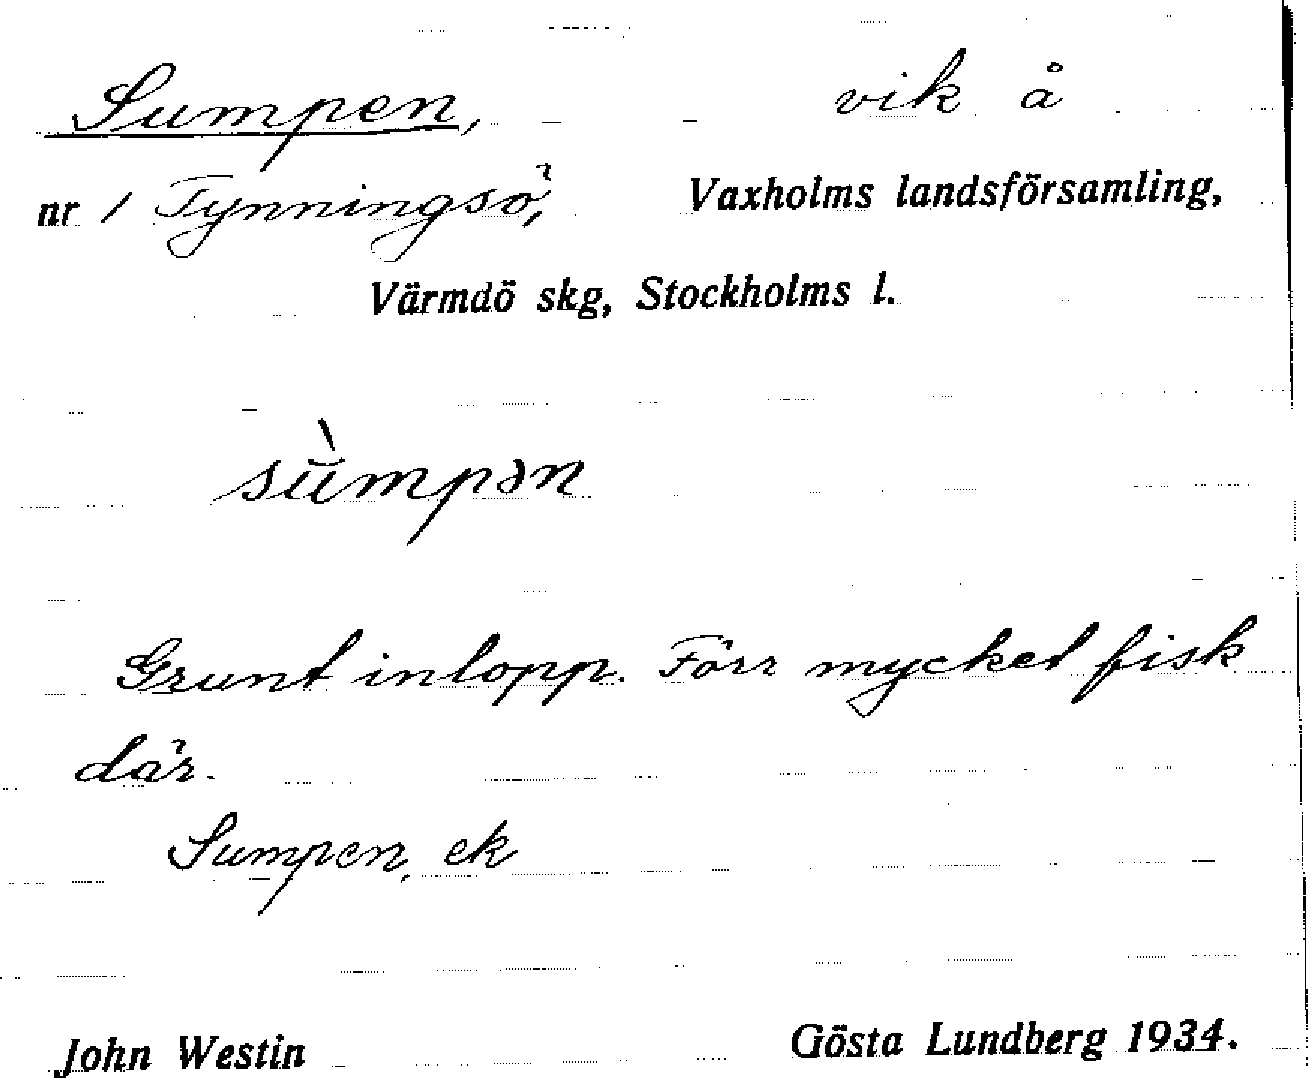 Sumpen, vik å
nr 1 Tynningsö, Vaxholms landsförsamling,
Värmdö skg, Stockholms l.
sùmpən
Grunt inlopp. Förr mycket fisk
där.
Sumpen, ek
John Westin Gösta Lundberg 1934.